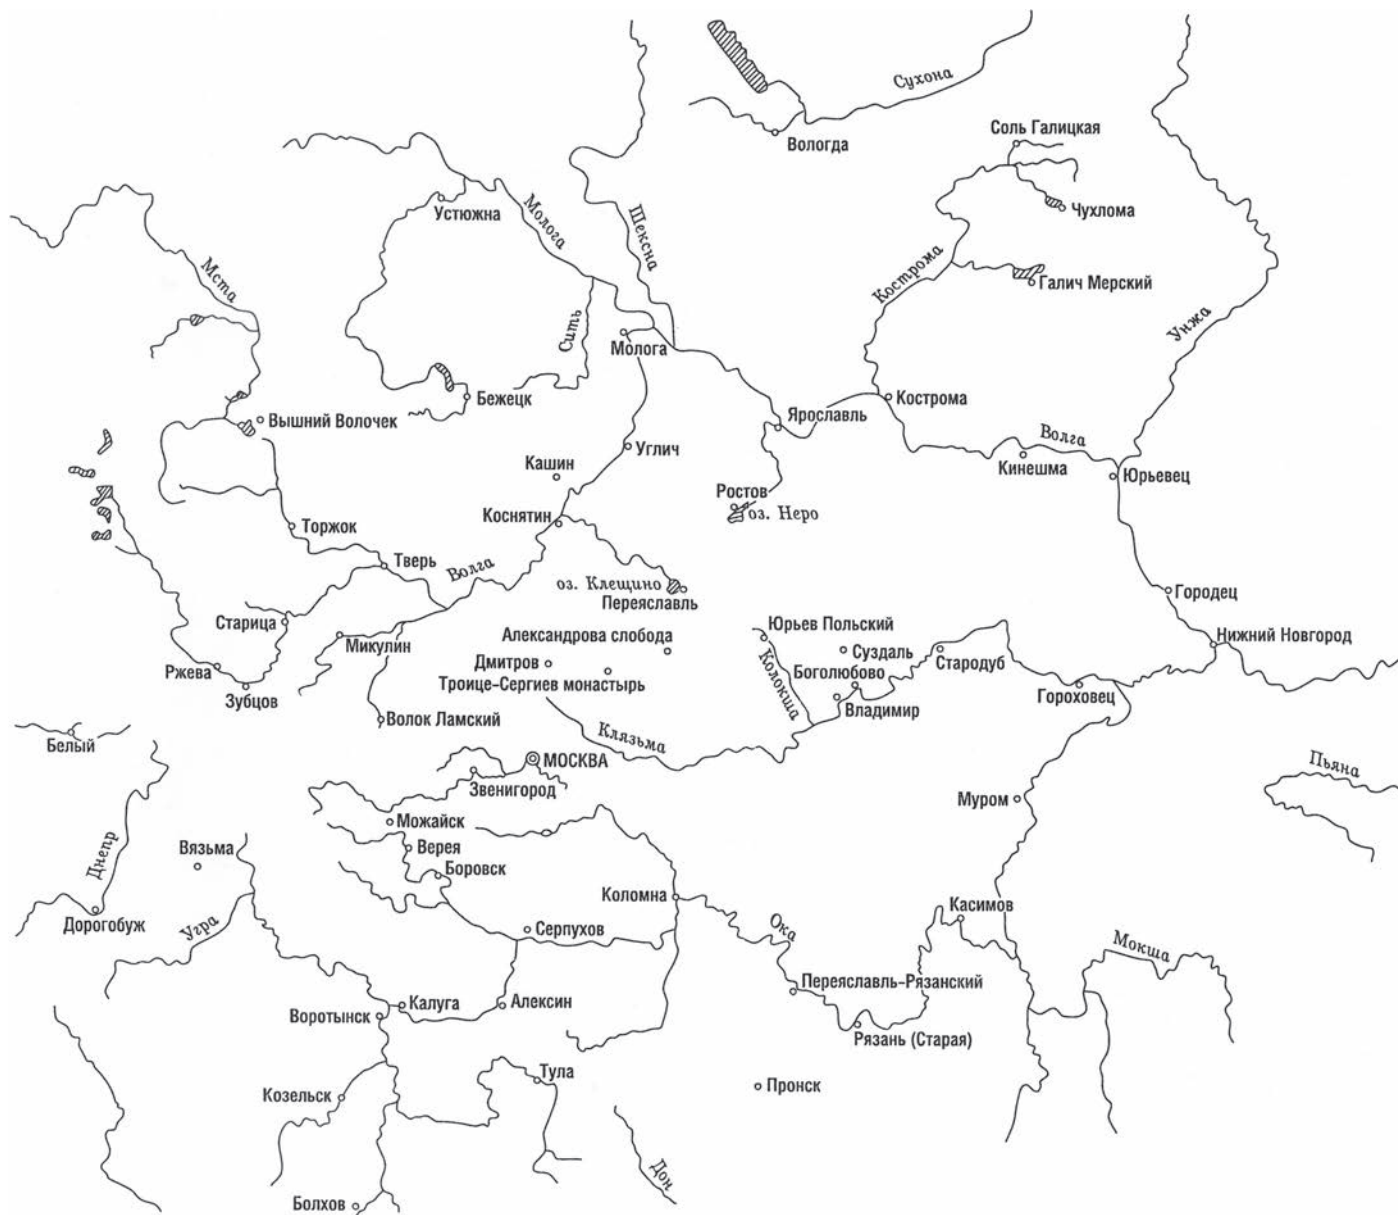 Сухона
Соль Галицкая
Вологда
Чухлома
Устюжна
Молога
Шексна
Мста
Кострома
Галич Мерский
Унжа
Сить
Молога
Бежецк
Кострома
Вышний Волочек
Ярославль
Волга
Углич
Кинешма
Юрьевец
Кашин
Ростов
оз. Неро
Коснятин
Торжок
Тверь
Волга
оз. Клещино
Переяславль
Городец
Старица
Микулин
Александрова слобода
Юрьев Польский
Суздаль
Стародуб
Нижний Новгород
Ржева
Зубцов
Дмитров
Троице-Сергиев монастырь
Колокша
Боголюбово
Владимир
Гороховец
Волок Ламский
Клязьма
Белый
МОСКВА
Звенигород
Пьяна
Муром
Можайск
Днепр
Вязьма
Верея
Боровск
Коломна
Касимов
Дорогобуж
Угра
Серпухов
Ока
Мокша
Переяславль-Рязанский
Воротынск
Калуга
Алексин
Рязань (Старая)
Козельск
Тула
Пронск
Болхов
Дон